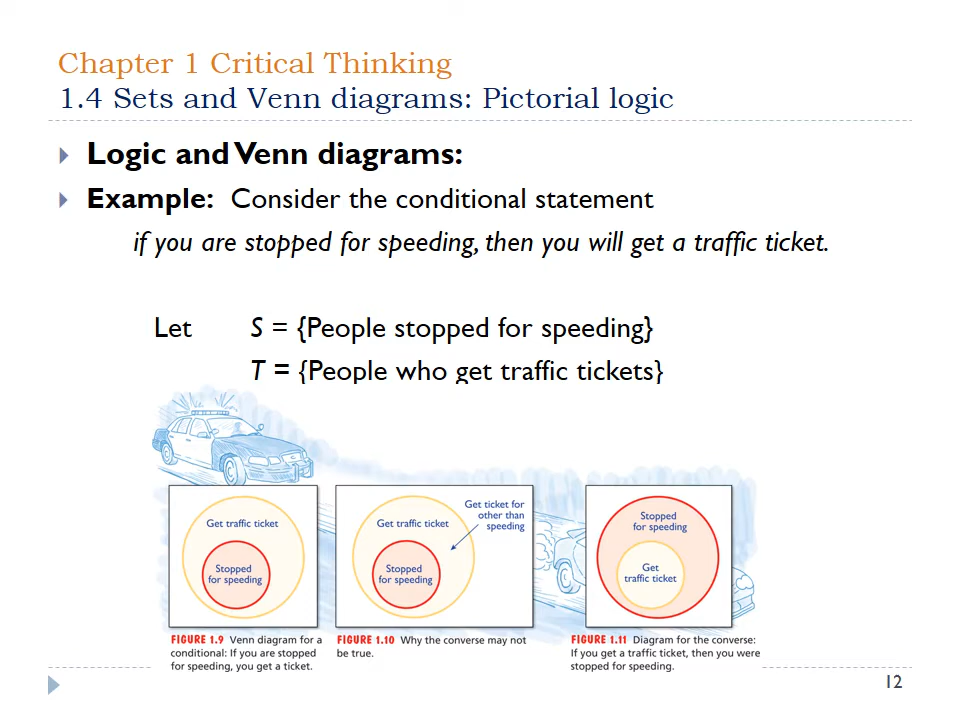 Chapter 1 Critical Thinking
1.4 Sets and Venn diagrams: Pictorial logic
Logic and Venn diagrams:
Example: Consider the conditional statement
if you are stopped for speeding, then you will get a traffic ticket.
Let S = {People stopped for speeding}
T = {People who get traffic tickets}
Get traffic ticket
Stopped
for speeding
FIGURE 1.9 Venn diagram for a
conditional: If you are stopped
for speeding, you get a ticket.
Get traffic ticket
Get ticket for
other than
speeding
Stopped
for speeding
FIGURE 1.10 Why the converse may not
be true.
Stopped
for speeding
Get
traffic ticket
FIGURE 1.11 Diagram for the converse:
If you get a traffic ticket, then you were
stopped for speeding.
12